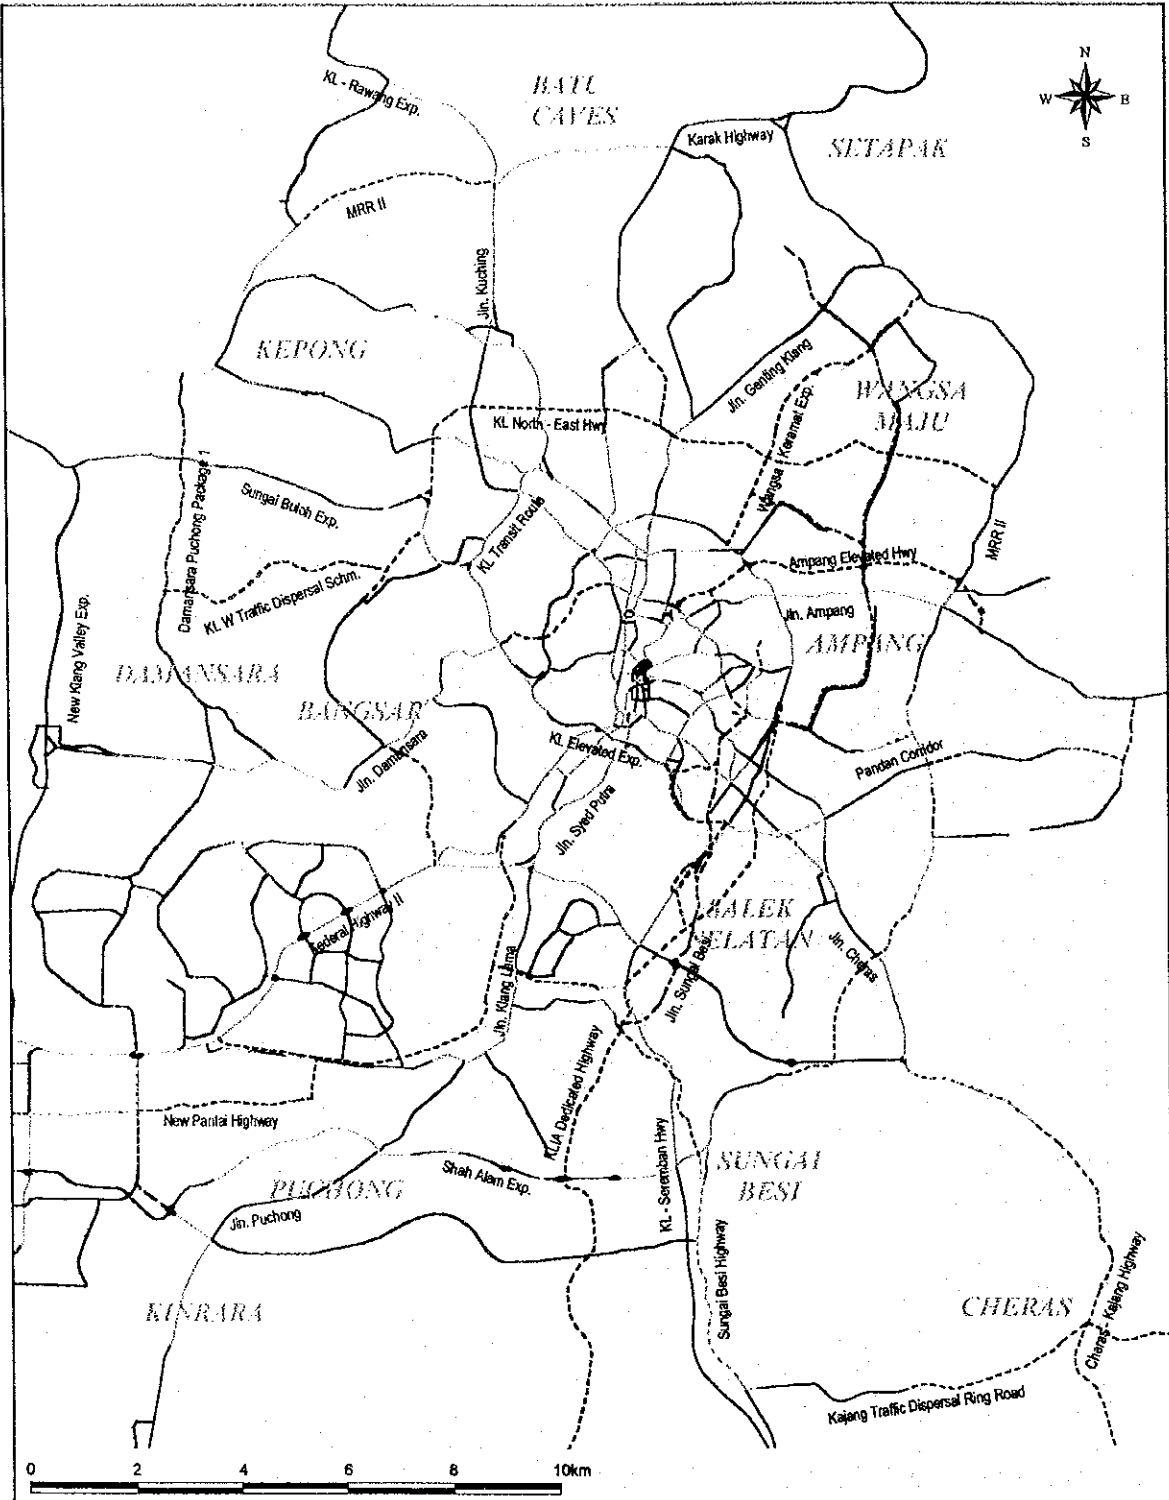 N
W E
S
BATU
CAVES
KL - Rawang Exp.
Karak Highway
SETAPAK
MRR II
Jln. Kuching
KEPONG
Jln. Genting Klang
WANGSA
MAJU
KL North - East Hwy
Wangsa - Keramat Exp.
Damansara Puchong Package 1
Sungai Buloh Exp.
KL Transit Route
MRR II
Ampang Elevated Hwy
KL W Traffic Dispersal Schm.
Jln. Ampang
New Klang Valley Exp.
AMPANG
DAMANSARA
BANGSAR
Jln. Damansara
KL Elevated Exp.
Pandan Corridor
Jln. Syed Putra
Federal Highway II
BALEK
SELATAN
Jln. Cheras
Jln. Sungai Besi
Jln. Klang Lama
KLIA Dedicated Highway
New Pantai Highway
KL - Seremban Hwy
Shah Alam Exp.
SUNGAI
BESI
PUCHONG
Jln. Puchong
Sungai Besi Highway
KINRARA
CHERAS
Cheras - Kajang Highway
Kajang Traffic Dispersal Ring Road
0 2 4 6 8 10km